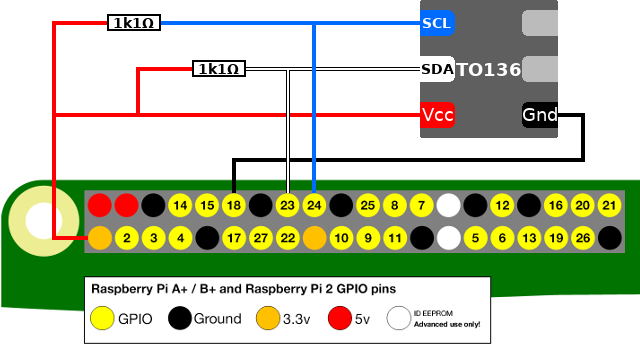 1k1Ω
SCL
1k1Ω
SDA TO136
Vcc Gnd
14 15 18 23 24 25 8 7 12 16 20 21
2 3 4 17 27 22 10 9 11 5 6 13 19 26
Raspberry Pi A+ / B+ and Raspberry Pi 2 GPIO pins
GPIO Ground 3.3v 5v ID EEPROM
Advanced use only!